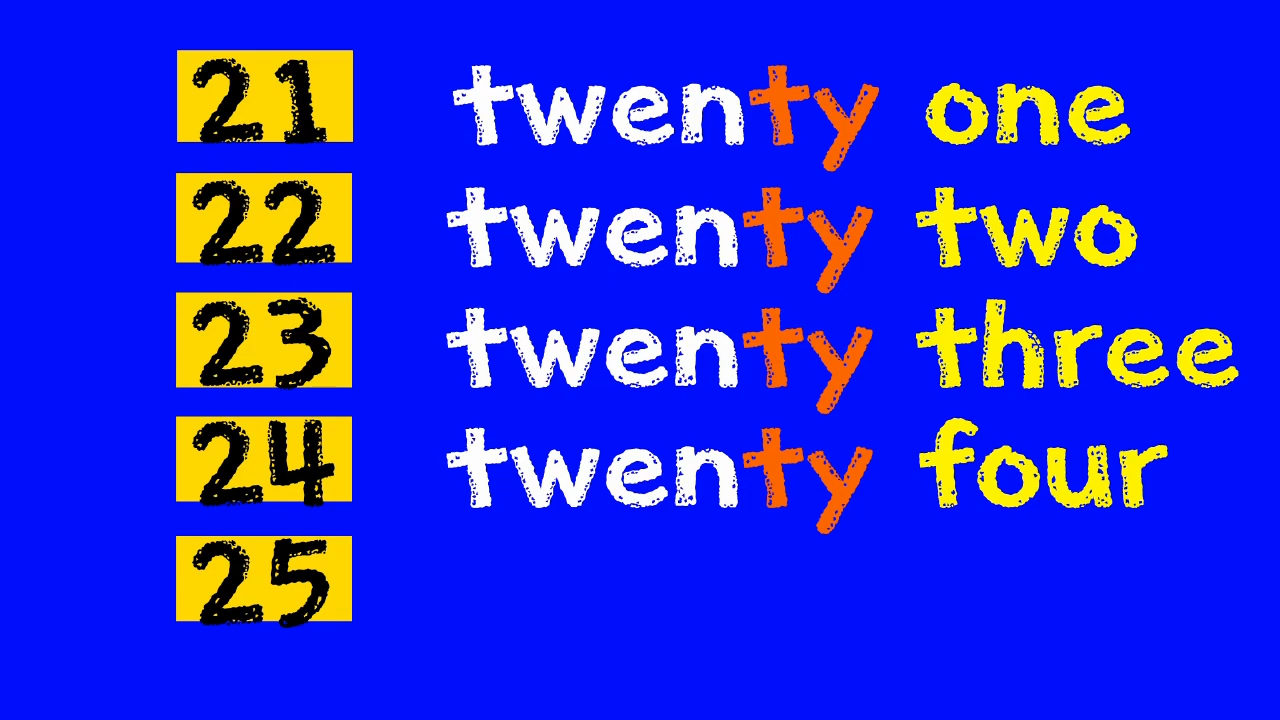 21 twenty one
22 twenty two
23 twenty three
24 twenty four
25